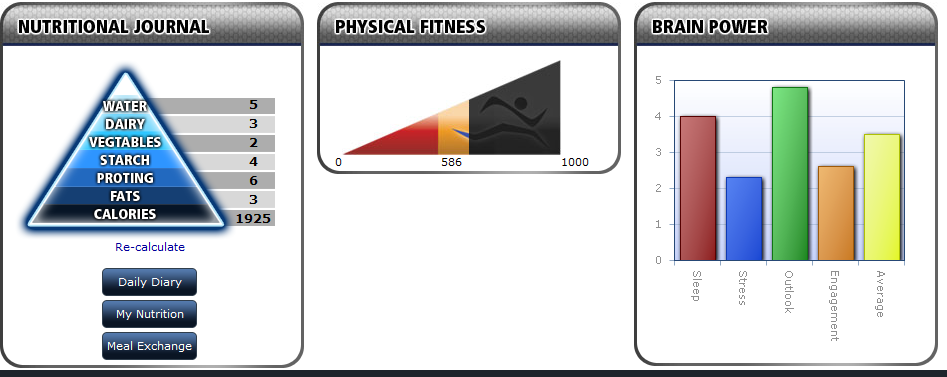 NUTRITIONAL JOURNAL
WATER 5
DAIRY 3
VEGTABLES 2
STARCH 4
PROTING 6
FATS 3
CALORIES 1925
Re-calculate
Daily Diary
My Nutrition
Meal Exchange
PHYSICAL FITNESS
0 586 1000
BRAIN POWER
5
4
3
2
1
0
Sleep
Stress
Outlook
Engagement
Average